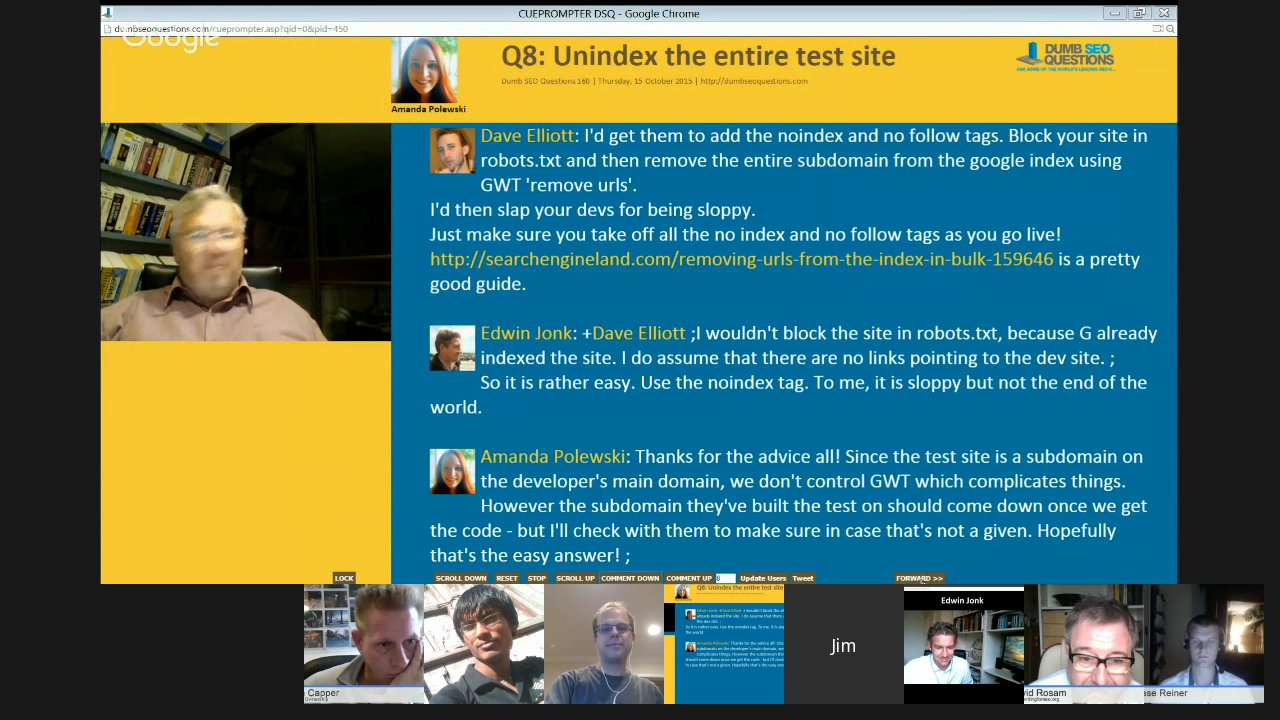 CUEPROMPTER DSQ - Google Chrome
dumbseoquestions.com/cueprompter.asp?qid=0&pid=450
Google
Q8: Unindex the entire test site
Dumb SEO Questions 160 | Thursday, 15 October 2015 | http://dumbseoquestions.com
DUMB SEO
QUESTIONS
Amanda Polewski
Dave Elliott: I'd get them to add the noindex and no follow tags. Block your site in
robots.txt and then remove the entire subdomain from the google index using
GWT 'remove urls'.
I'd then slap your devs for being sloppy.
Just make sure you take off all the no index and no follow tags as you go live!
http://searchengineland.com/removing-urls-from-the-index-in-bulk-159646 is a pretty
good guide.
Edwin Jonk: +Dave Elliott ;I wouldn't block the site in robots.txt, because G already
indexed the site. I do assume that there are no links pointing to the dev site. ;
So it is rather easy. Use the noindex tag. To me, it is sloppy but not the end of the
world.
Amanda Polewski: Thanks for the advice all! Since the test site is a subdomain on
the developer's main domain, we don't control GWT which complicates things.
However the subdomain they've built the test on should come down once we get
the code - but I'll check with them to make sure in case that's not a given. Hopefully
that's the easy answer! ;
LOCK SCROLL DOWN RESET STOP SCROLL UP COMMENT DOWN COMMENT UP Update Users Tweet FORWARD >>
Q8: Unindex the entire test site
Capper
Jim
Edwin Jonk
vid Rosam
ase Reiner